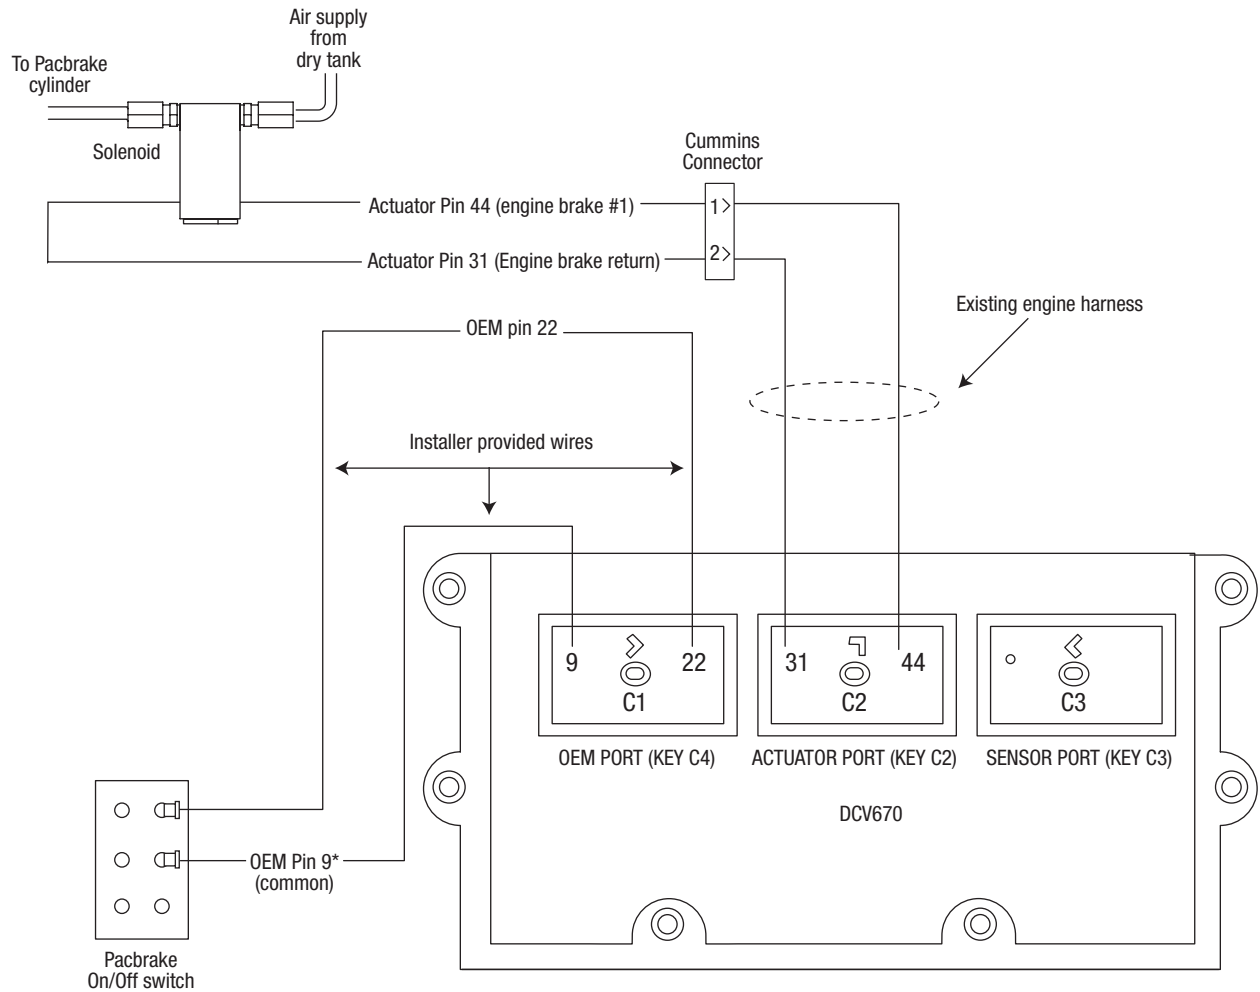 Air supply
from
dry tank
To Pacbrake
cylinder
Solenoid
Cummins
Connector
Actuator Pin 44 (engine brake #1)
1>
Actuator Pin 31 (Engine brake return)
2>
Existing engine harness
OEM pin 22
Installer provided wires
9
22
C1
31
44
C2
C3
OEM PORT (KEY C4)
ACTUATOR PORT (KEY C2)
SENSOR PORT (KEY C3)
DCV670
OEM Pin 9*
(common)
Pacbrake
On/Off switch